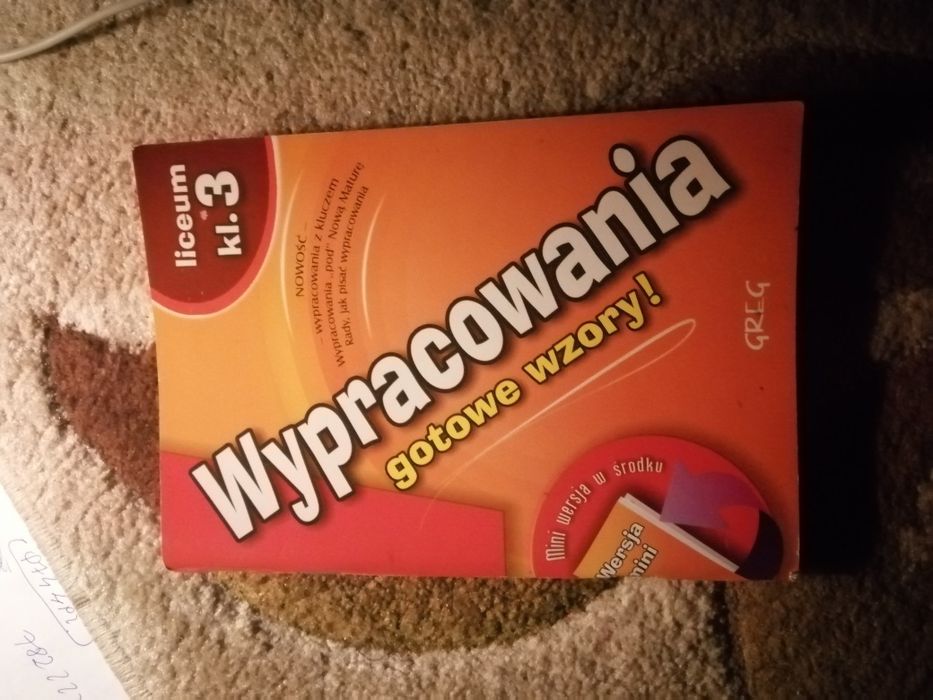 liceum
kl. 3
NOWOŚĆ –
– wypracowania z kluczem
Wypracowania „pod" Nową Maturę
Rady, jak pisać wypracowania
Wypracowania
gotowe wzory!
GREG
Mini wersja w środku
Wersja
mini